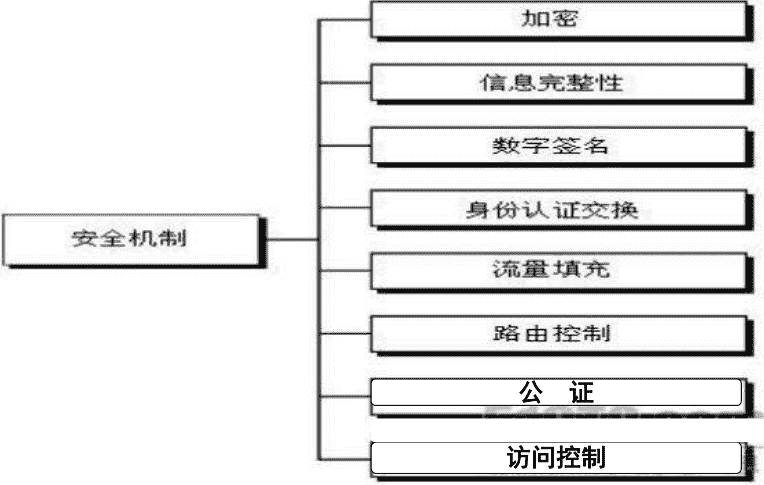 加密
信息完整性
数字签名
身份认证交换
安全机制
流量填充
路由控制
公 证
访问控制